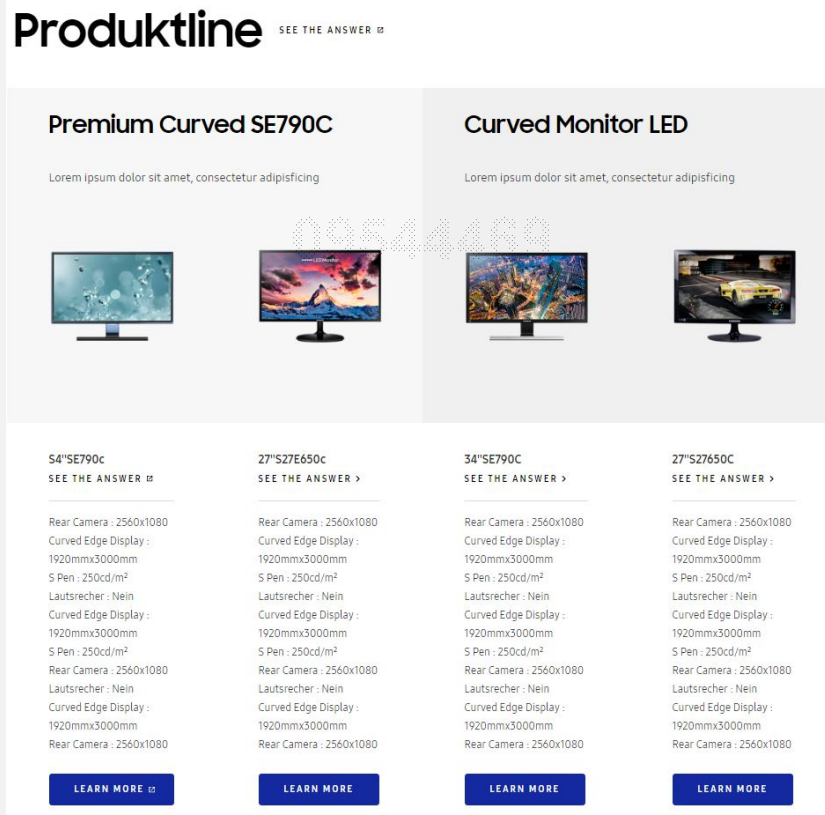 Produktline
SEE THE ANSWER
Premium Curved SE790C
Curved Monitor LED
Lorem ipsum dolor sit amet, consectetur adipisficing
Lorem ipsum dolor sit amet, consectetur adipisficing
S4"SE790c
SEE THE ANSWER
Rear Camera : 2560x1080
Curved Edge Display :
1920mmx3000mm
S Pen : 250cd/m²
Lautsrecher : Nein
Curved Edge Display :
1920mmx3000mm
S Pen : 250cd/m²
Rear Camera : 2560x1080
Lautsrecher : Nein
Curved Edge Display :
1920mmx3000mm
Rear Camera : 2560x1080
LEARN MORE
27"S27E650c
SEE THE ANSWER >
Rear Camera : 2560x1080
Curved Edge Display :
1920mmx3000mm
S Pen : 250cd/m²
Lautsrecher : Nein
Curved Edge Display :
1920mmx3000mm
S Pen : 250cd/m²
Rear Camera : 2560x1080
Lautsrecher : Nein
Curved Edge Display :
1920mmx3000mm
Rear Camera : 2560x1080
LEARN MORE
34"SE790C
SEE THE ANSWER >
Rear Camera : 2560x1080
Curved Edge Display :
1920mmx3000mm
S Pen : 250cd/m²
Lautsrecher : Nein
Curved Edge Display :
1920mmx3000mm
S Pen : 250cd/m²
Rear Camera : 2560x1080
Lautsrecher : Nein
Curved Edge Display :
1920mmx3000mm
Rear Camera : 2560x1080
LEARN MORE
27"S27650C
SEE THE ANSWER >
Rear Camera : 2560x1080
Curved Edge Display :
1920mmx3000mm
S Pen : 250cd/m²
Lautsrecher : Nein
Curved Edge Display :
1920mmx3000mm
S Pen : 250cd/m²
Rear Camera : 2560x1080
Lautsrecher : Nein
Curved Edge Display :
1920mmx3000mm
Rear Camera : 2560x1080
LEARN MORE